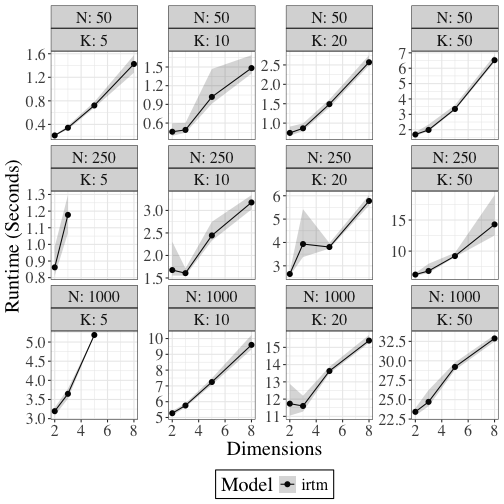 N: 50 N: 50 N: 50 N: 50
K: 5 K: 10 K: 20 K: 50
1.6 1.2 0.8 0.4
1.5 1.2 0.9 0.6
2.5 2.0 1.5 1.0
7 6 5 4 3 2
N: 250 N: 250 N: 250 N: 250
K: 5 K: 10 K: 20 K: 50
1.3 1.2 1.1 1.0 0.9 0.8
3.0 2.5 2.0 1.5
6 5 4 3
15 10
N: 1000 N: 1000 N: 1000 N: 1000
K: 5 K: 10 K: 20 K: 50
5.0 4.5 4.0 3.5 3.0
10 9 8 7 6 5
15 14 13 12 11
32.5 30.0 27.5 25.0 22.5
2 4 6 8 2 4 6 8 2 4 6 8 2 4 6 8
Runtime (Seconds)
Dimensions
Model irtm